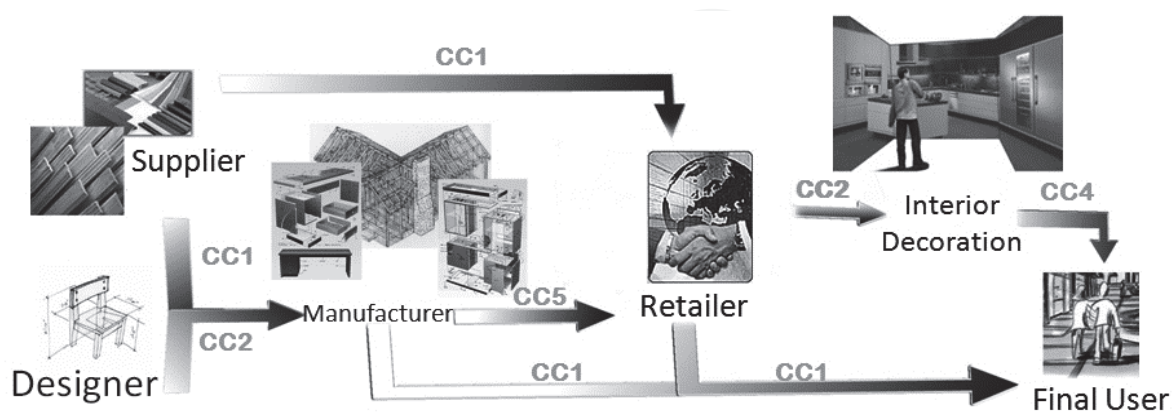 CC1
Supplier
CC2
CC4
Interior
Decoration
CC1
CC5
Retailer
Manufacturer
CC2
CC1
CC1
Designer
Final User